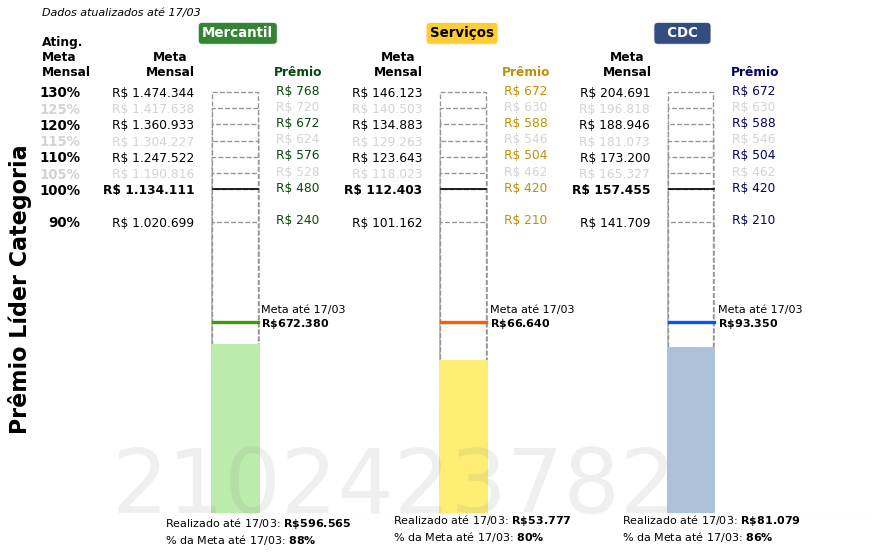 Dados atualizados até 17/03
Mercantil Serviços CDC
Ating. Meta Mensal
Meta Mensal Prêmio Meta Mensal Prêmio Meta Mensal Prêmio
130% R$ 1.474.344 R$ 768 R$ 146.123 R$ 672 R$ 204.691 R$ 672
125% R$ 1.417.638 R$ 720 R$ 140.503 R$ 630 R$ 196.818 R$ 630
120% R$ 1.360.933 R$ 672 R$ 134.883 R$ 588 R$ 188.946 R$ 588
115% R$ 1.304.227 R$ 624 R$ 129.263 R$ 546 R$ 181.073 R$ 546
110% R$ 1.247.522 R$ 576 R$ 123.643 R$ 504 R$ 173.200 R$ 504
105% R$ 1.190.816 R$ 528 R$ 118.023 R$ 462 R$ 165.327 R$ 462
100% R$ 1.134.111 R$ 480 R$ 112.403 R$ 420 R$ 157.455 R$ 420
90% R$ 1.020.699 R$ 240 R$ 101.162 R$ 210 R$ 141.709 R$ 210
Prêmio Líder Categoria
Meta até 17/03 Meta até 17/03 Meta até 17/03
R$672.380 R$66.640 R$93.350
2102423782
Realizado até 17/03: R$596.565 Realizado até 17/03: R$53.777 Realizado até 17/03: R$81.079
% da Meta até 17/03: 88% % da Meta até 17/03: 80% % da Meta até 17/03: 86%